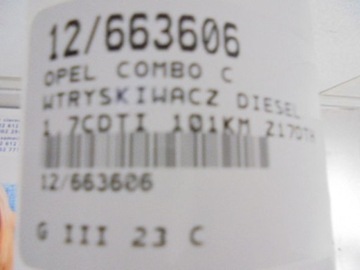 12/663606
OPEL COMBO C
WTRYSKIWACZ DIESEL
1.7CDTI 101KM Z17DTH
12/663606
G III 23 C